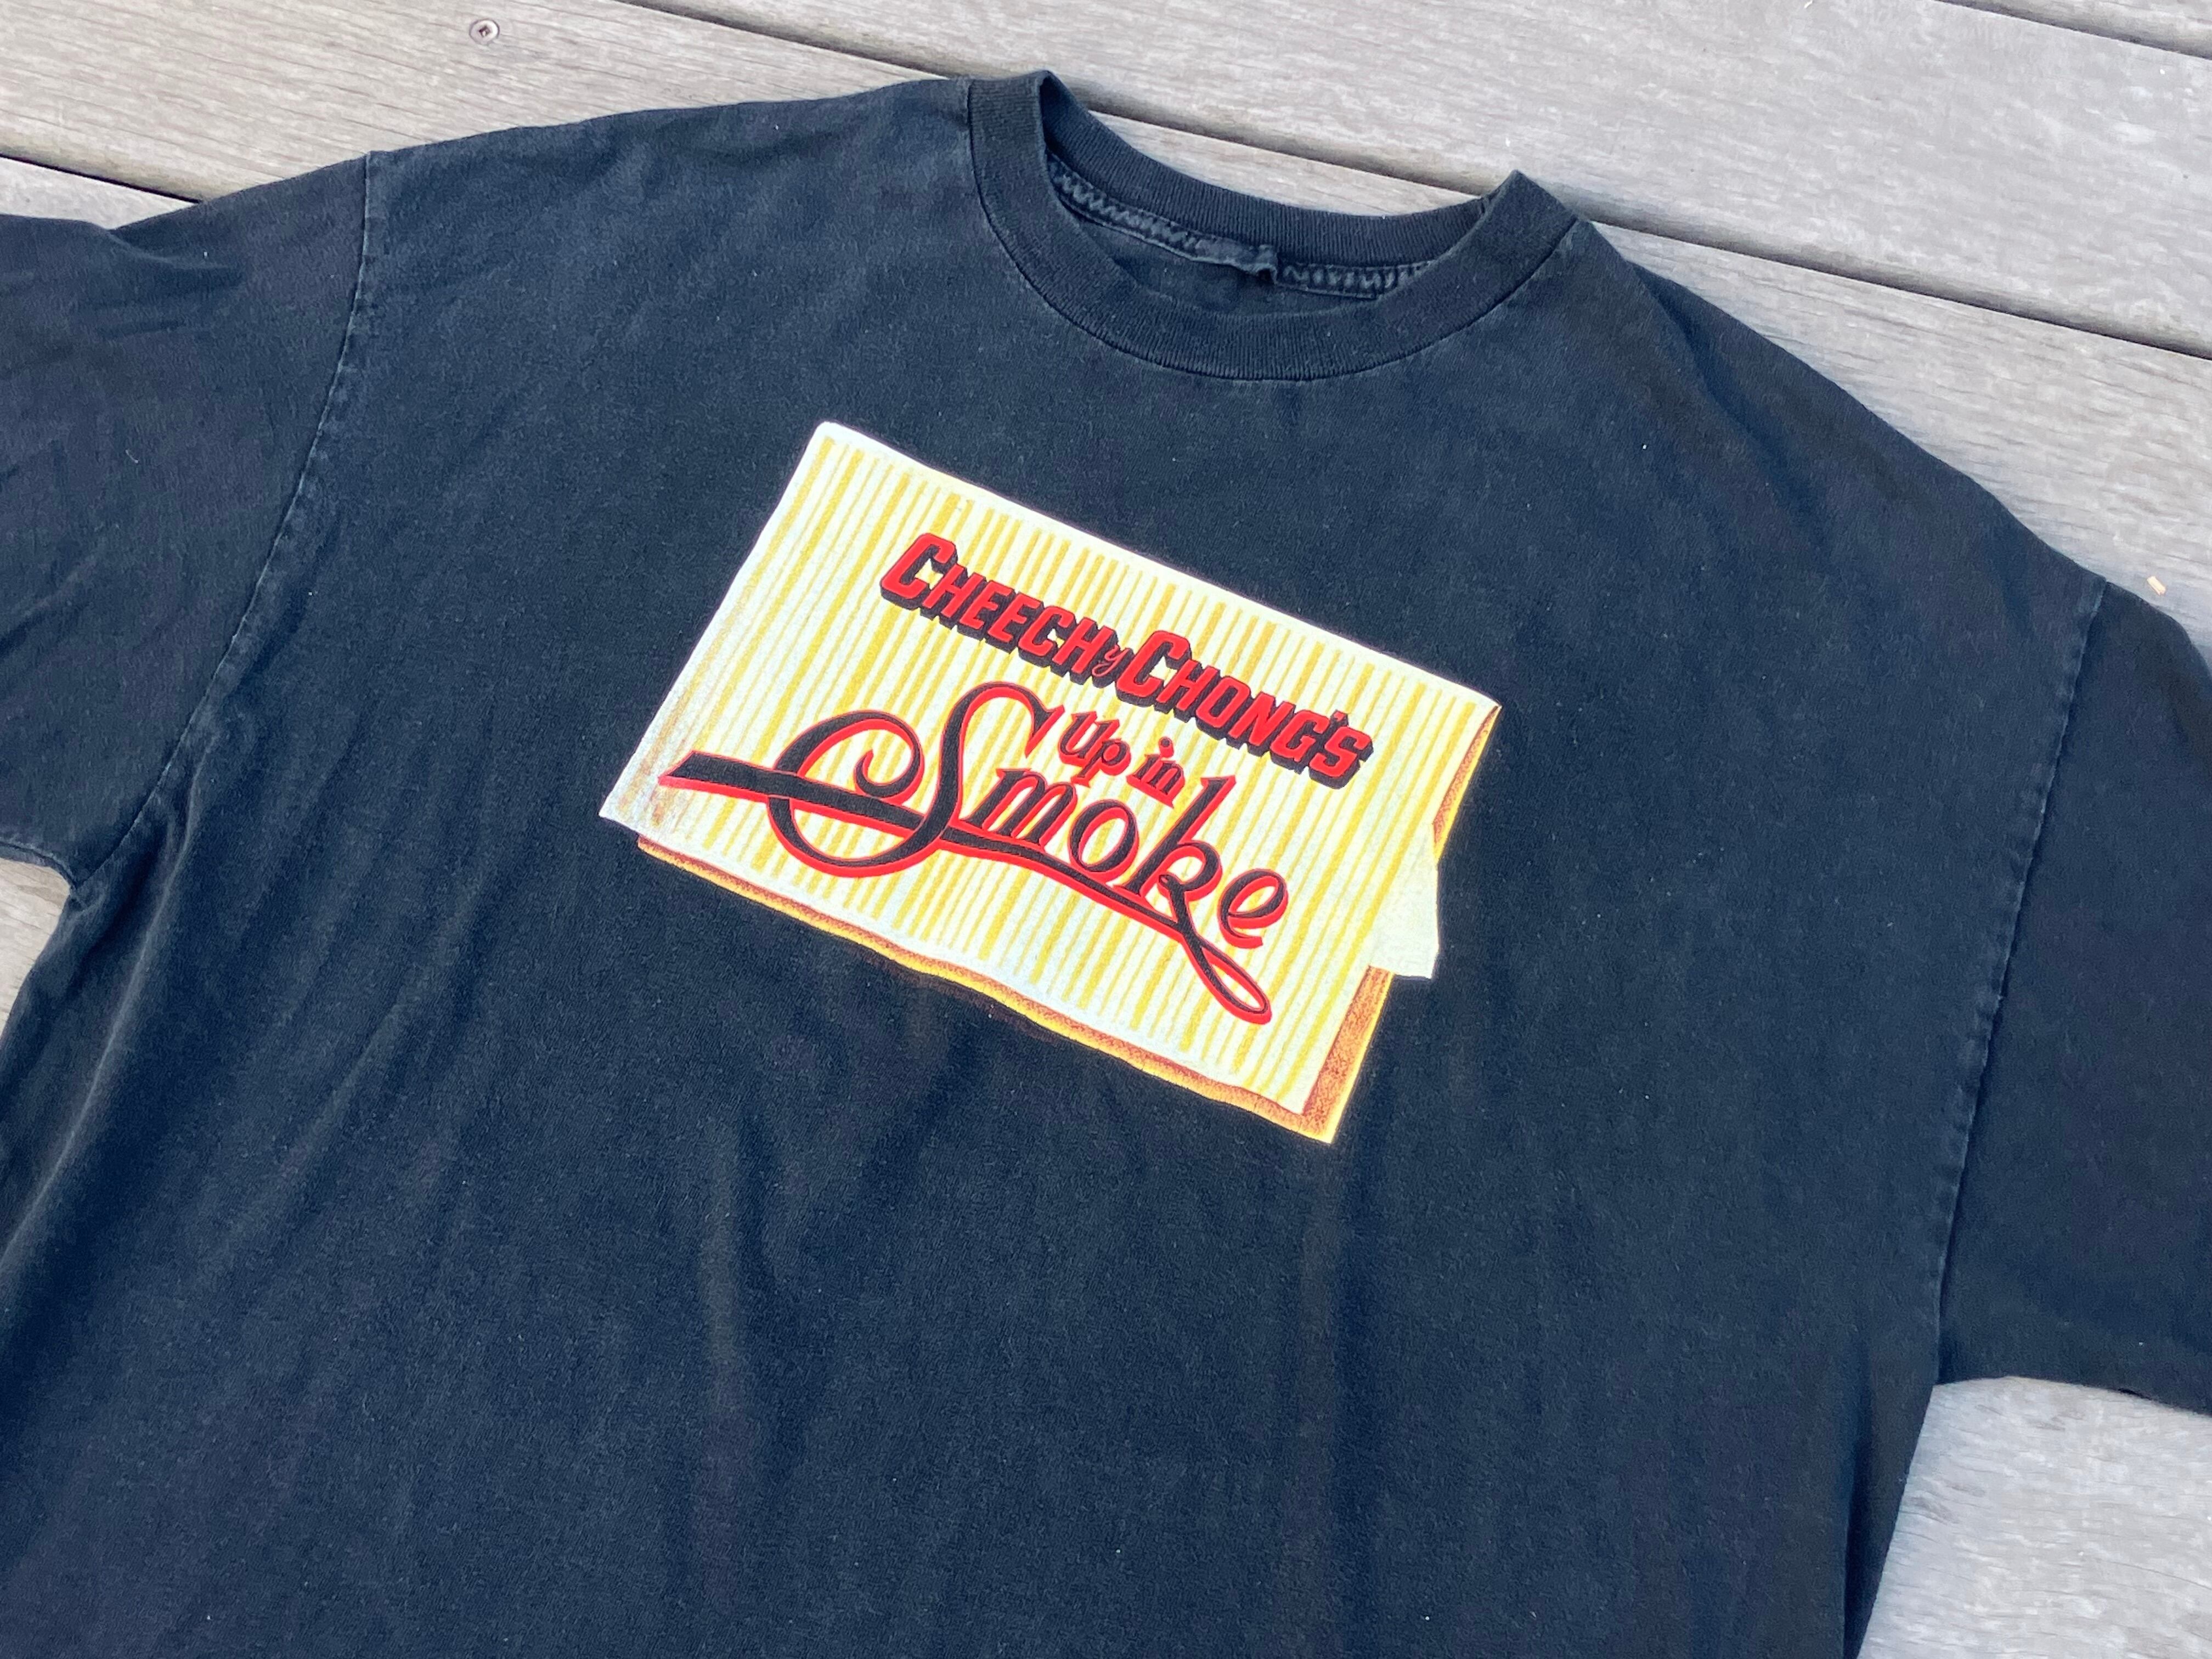 CHEECH y CHONG'S
Up in
Smoke